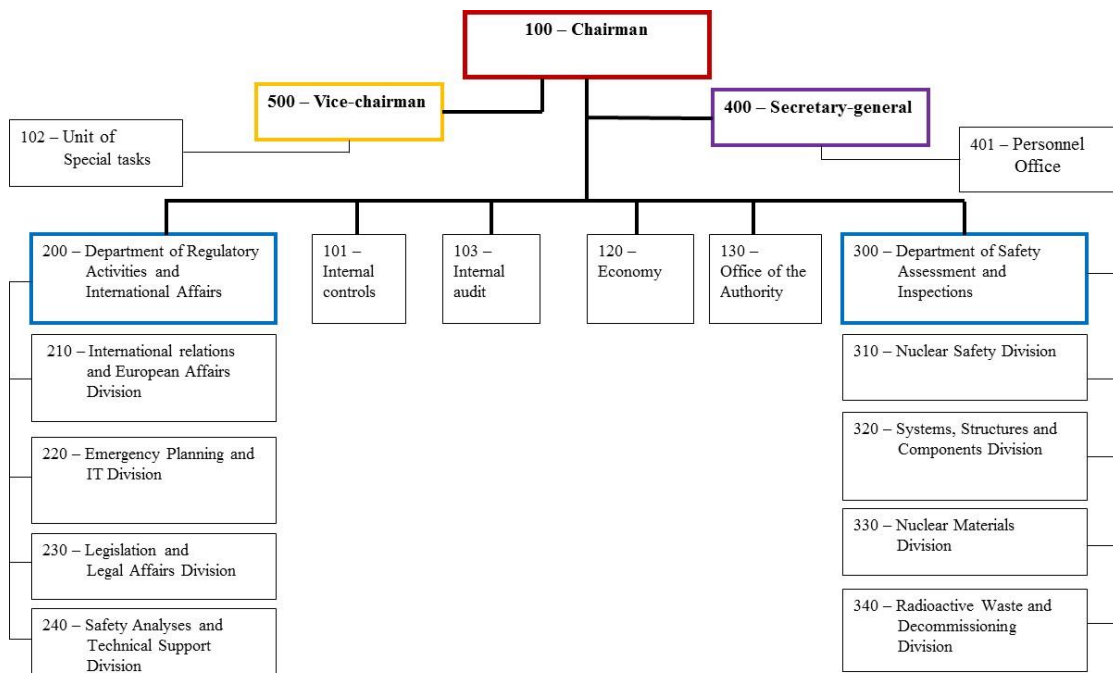 100 – Chairman
500 – Vice-chairman
400 – Secretary-general
102 – Unit of
Special tasks
401 – Personnel
Office
200 – Department of Regulatory
Activities and
International Affairs
101 –
Internal
controls
103 –
Internal
audit
120 –
Economy
130 –
Office of the
Authority
300 – Department of Safety
Assessment and
Inspections
210 – International relations
and European Affairs
Division
220 – Emergency Planning and
IT Division
230 – Legislation and
Legal Affairs Division
240 – Safety Analyses and
Technical Support
Division
310 – Nuclear Safety Division
320 – Systems, Structures and
Components Division
330 – Nuclear Materials
Division
340 – Radioactive Waste and
Decommissioning
Division